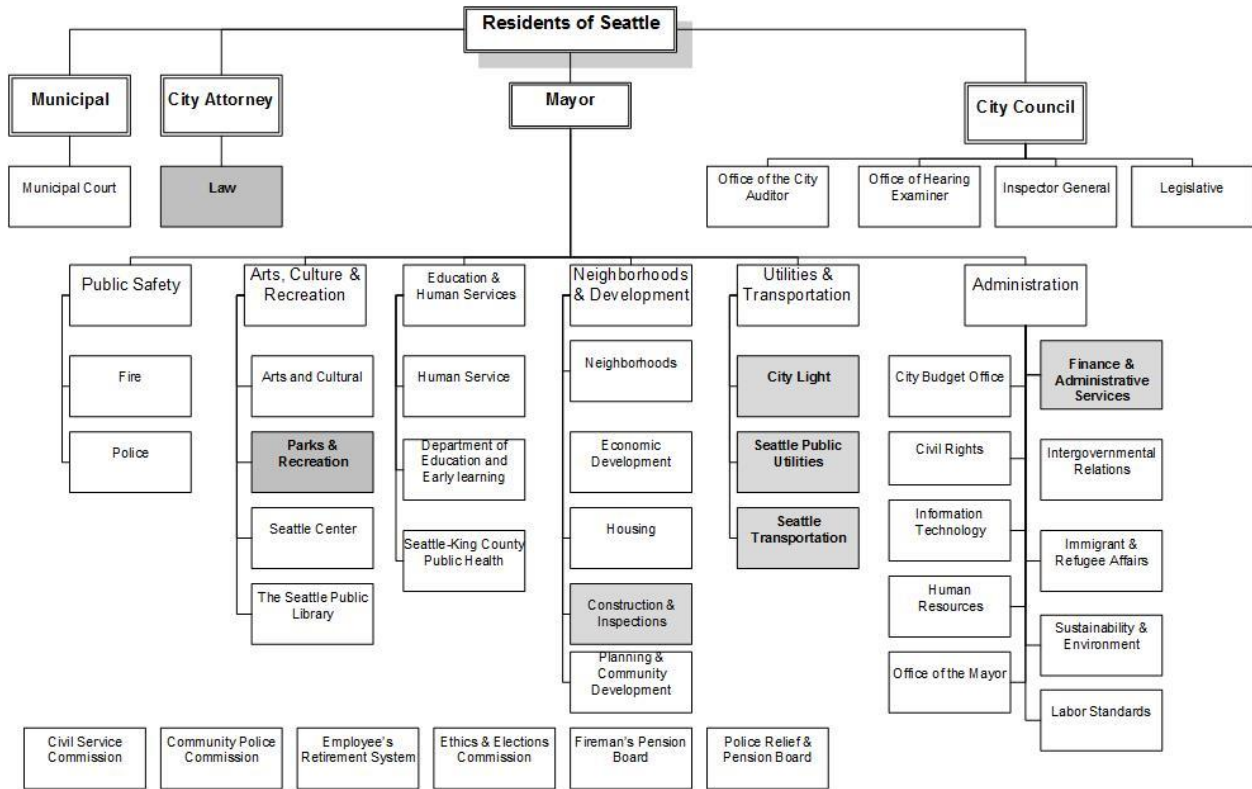 Residents of Seattle
Municipal
City Attorney
Mayor
City Council
Municipal Court
Law
Office of the City
Auditor
Office of Hearing
Examiner
Inspector General
Legislative
Public Safety
Fire
Police
Arts, Culture &
Recreation
Arts and Cultural
Parks &
Recreation
Seattle Center
The Seattle Public
Library
Education &
Human Services
Human Service
Department of
Education and
Early learning
Seattle-King County
Public Health
Neighborhoods
& Development
Neighborhoods
Economic
Development
Housing
Construction &
Inspections
Planning &
Community
Development
Utilities &
Transportation
City Light
Seattle Public
Utilities
Seattle
Transportation
Administration
City Budget Office
Civil Rights
Information
Technology
Human
Resources
Office of the Mayor
Finance &
Administrative
Services
Intergovernmental
Relations
Immigrant &
Refugee Affairs
Sustainability &
Environment
Labor Standards
Civil Service
Commission
Community Police
Commission
Employee's
Retirement System
Ethics & Elections
Commission
Fireman's Pension
Board
Police Relief &
Pension Board